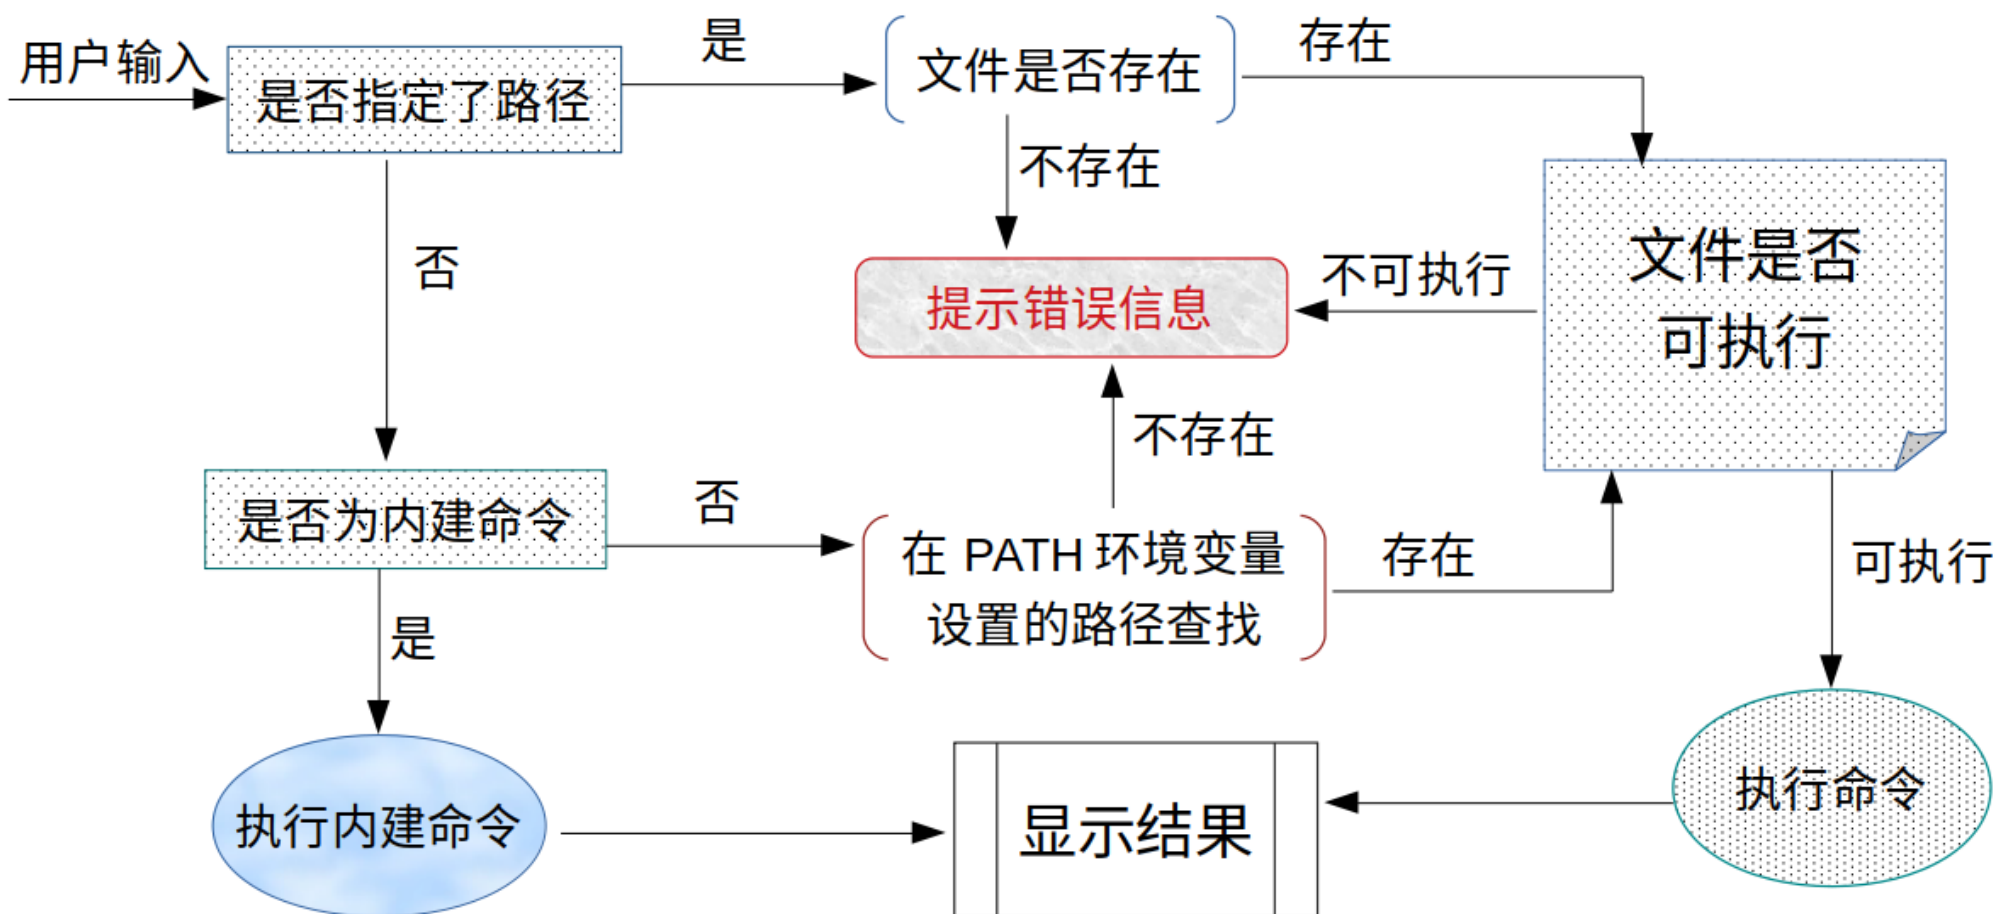 用户输入
是否指定了路径
是
文件是否存在
存在
不存在
否
提示错误信息
不可执行
文件是否
可执行
不存在
是否为内建命令
否
在 PATH 环境变量
设置的路径查找
存在
可执行
是
执行内建命令
显示结果
执行命令